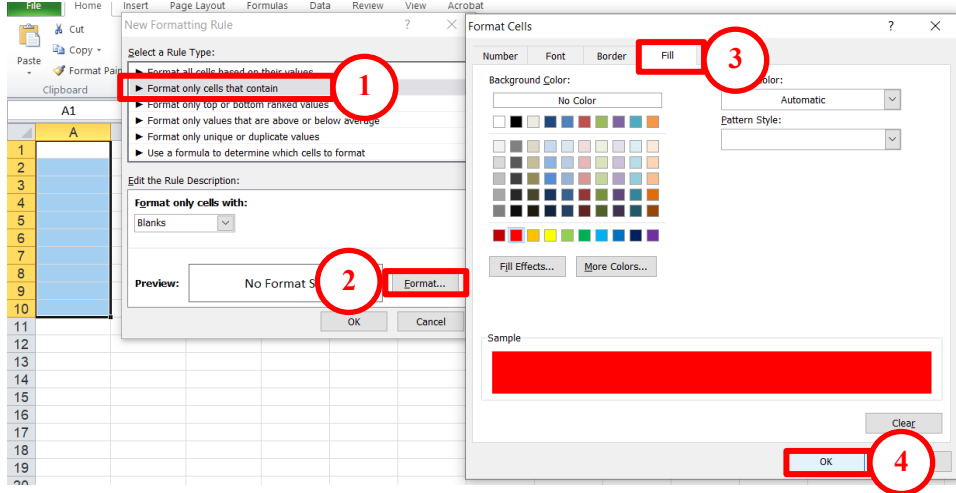 File Home Insert Page Layout Formulas Data Review View Acrobat
Cut
Copy
Paste
Format Pain
Clipboard
A1
A
1
2
3
4
5
6
7
8
9
10
11
12
13
14
15
16
17
18
19
20
New Formatting Rule ?
Select a Rule Type:
► Format all cells based on their values
► Format only cells that contain
► Format only top or bottom ranked values
► Format only values that are above or below average
► Format only unique or duplicate values
► Use a formula to determine which cells to format
1
Edit the Rule Description:
Format only cells with:
Blanks
Preview:
No Format S
2
Format...
OK
Cancel
Format Cells ?
Number Font Border Fill
3
Background Color:
No Color
olor:
Automatic
Pattern Style:
Fill Effects... More Colors...
Sample
Clear
OK
4